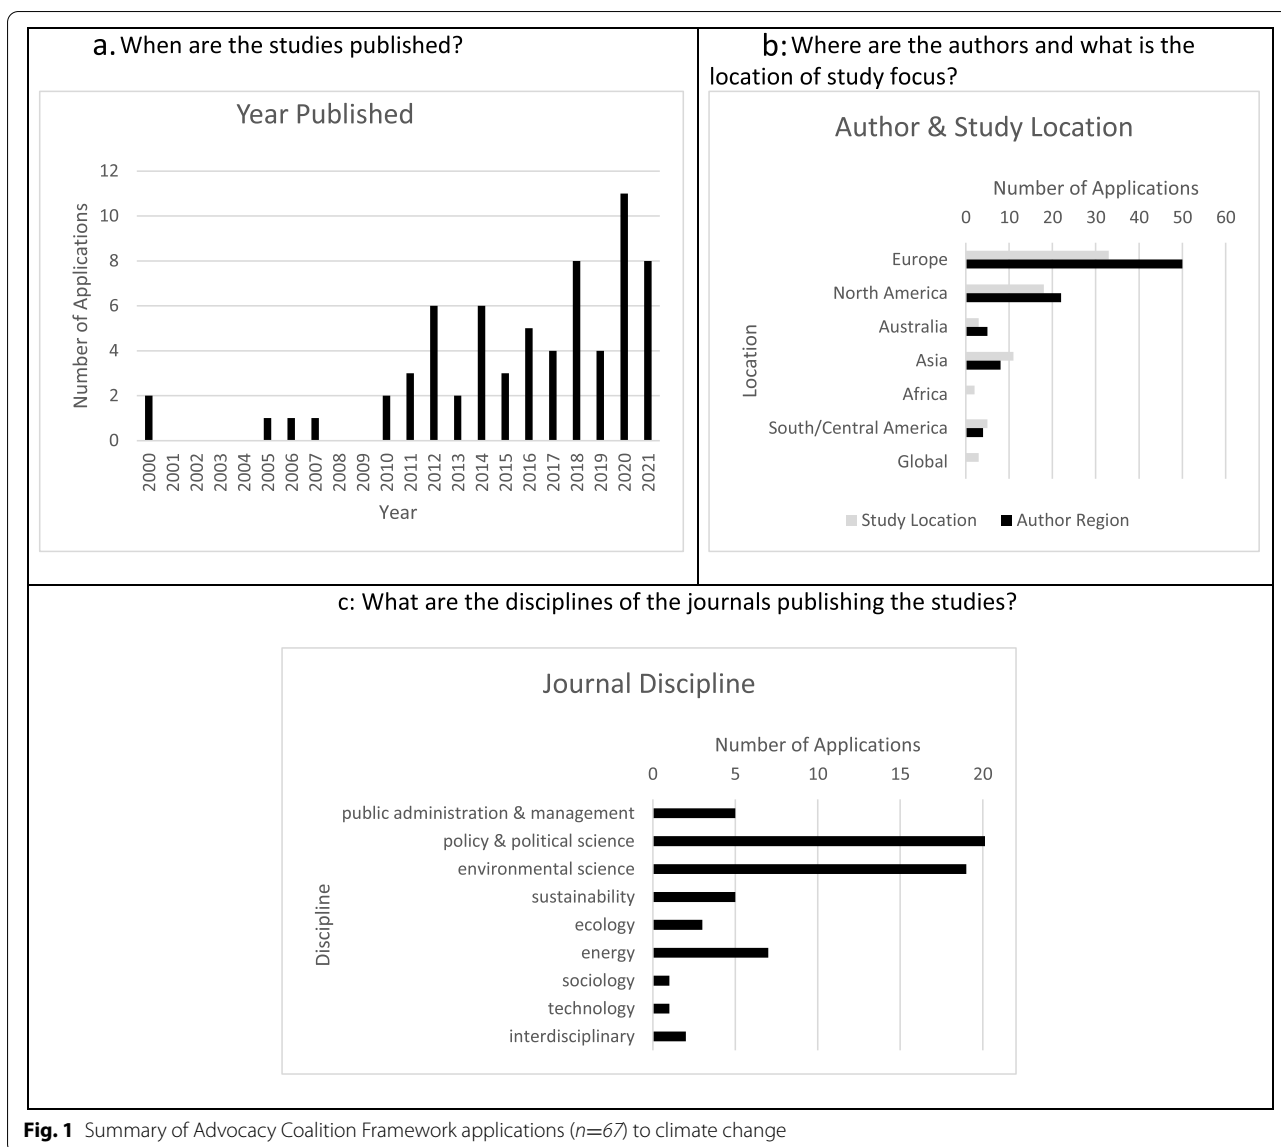 a. When are the studies published?
Year Published
Number of Applications
12
10
8
6
4
2
0
2000 2001 2002 2003 2004 2005 2006 2007 2008 2009 2010 2011 2012 2013 2014 2015 2016 2017 2018 2019 2020 2021
Year
b: Where are the authors and what is the
location of study focus?
Author & Study Location
Number of Applications
0 10 20 30 40 50 60
Location
Europe
North America
Australia
Asia
Africa
South/Central America
Global
Study Location Author Region
c: What are the disciplines of the journals publishing the studies?
Journal Discipline
Number of Applications
0 5 10 15 20
Discipline
public administration & management
policy & political science
environmental science
sustainability
ecology
energy
sociology
technology
interdisciplinary
Fig. 1 Summary of Advocacy Coalition Framework applications (n=67) to climate change